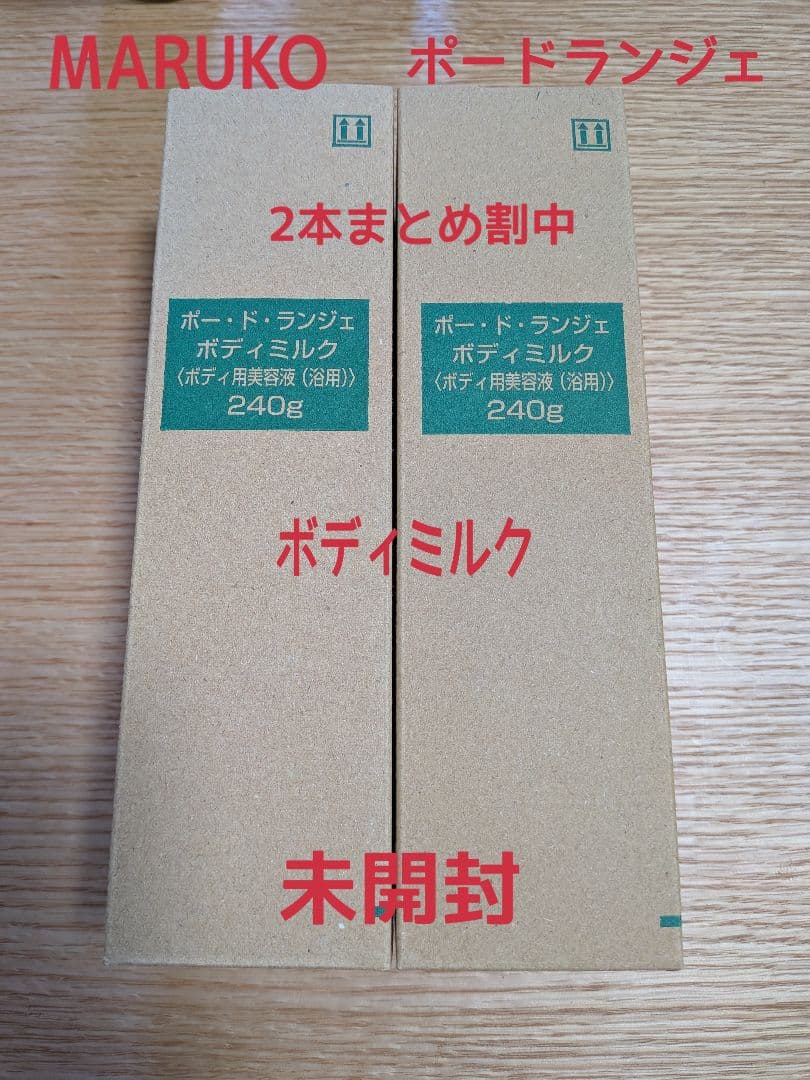 MARUKO ポードランジェ
2本まとめ割中
ポー・ド・ランジェ
ボディミルク
〈ボディ用美容液（浴用）〉
240g
ポー・ド・ランジェ
ボディミルク
〈ボディ用美容液（浴用）〉
240g
ボディミルク
未開封